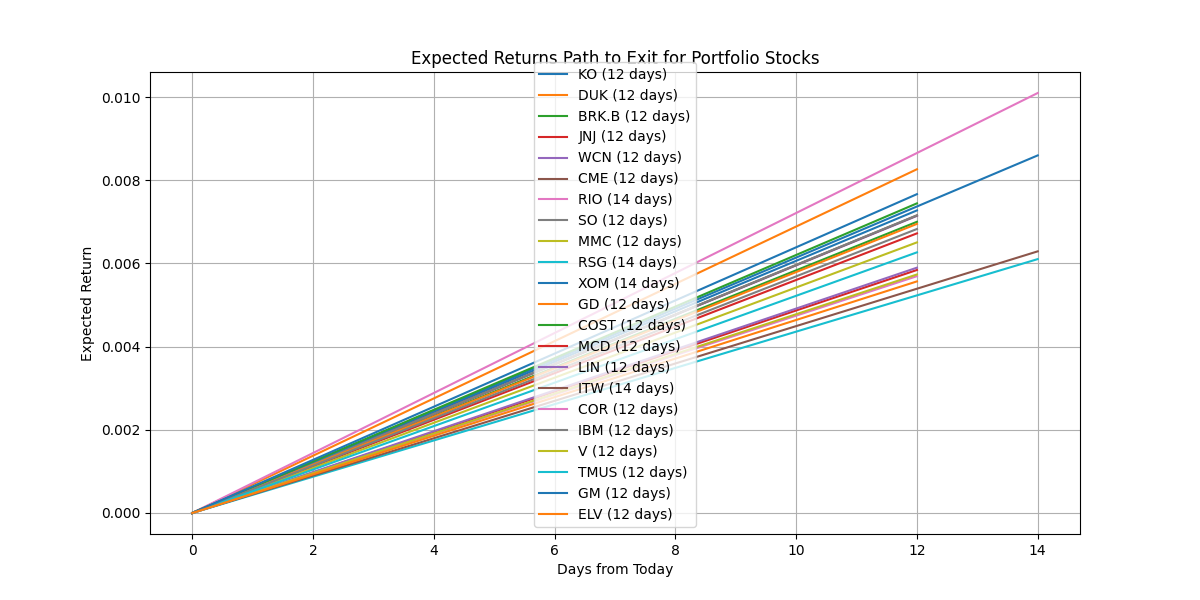 Expected Returns Path to Exit for Portfolio Stocks
KO (12 days)
DUK (12 days)
BRK.B (12 days)
JNJ (12 days)
WCN (12 days)
CME (12 days)
RIO (14 days)
SO (12 days)
MMC (12 days)
RSG (14 days)
XOM (14 days)
GD (12 days)
COST (12 days)
MCD (12 days)
LIN (12 days)
ITW (14 days)
COR (12 days)
IBM (12 days)
V (12 days)
TMUS (12 days)
GM (12 days)
ELV (12 days)
Expected Return
0.010
0.008
0.006
0.004
0.002
0.000
0 2 4 6 8 10 12 14
Days from Today